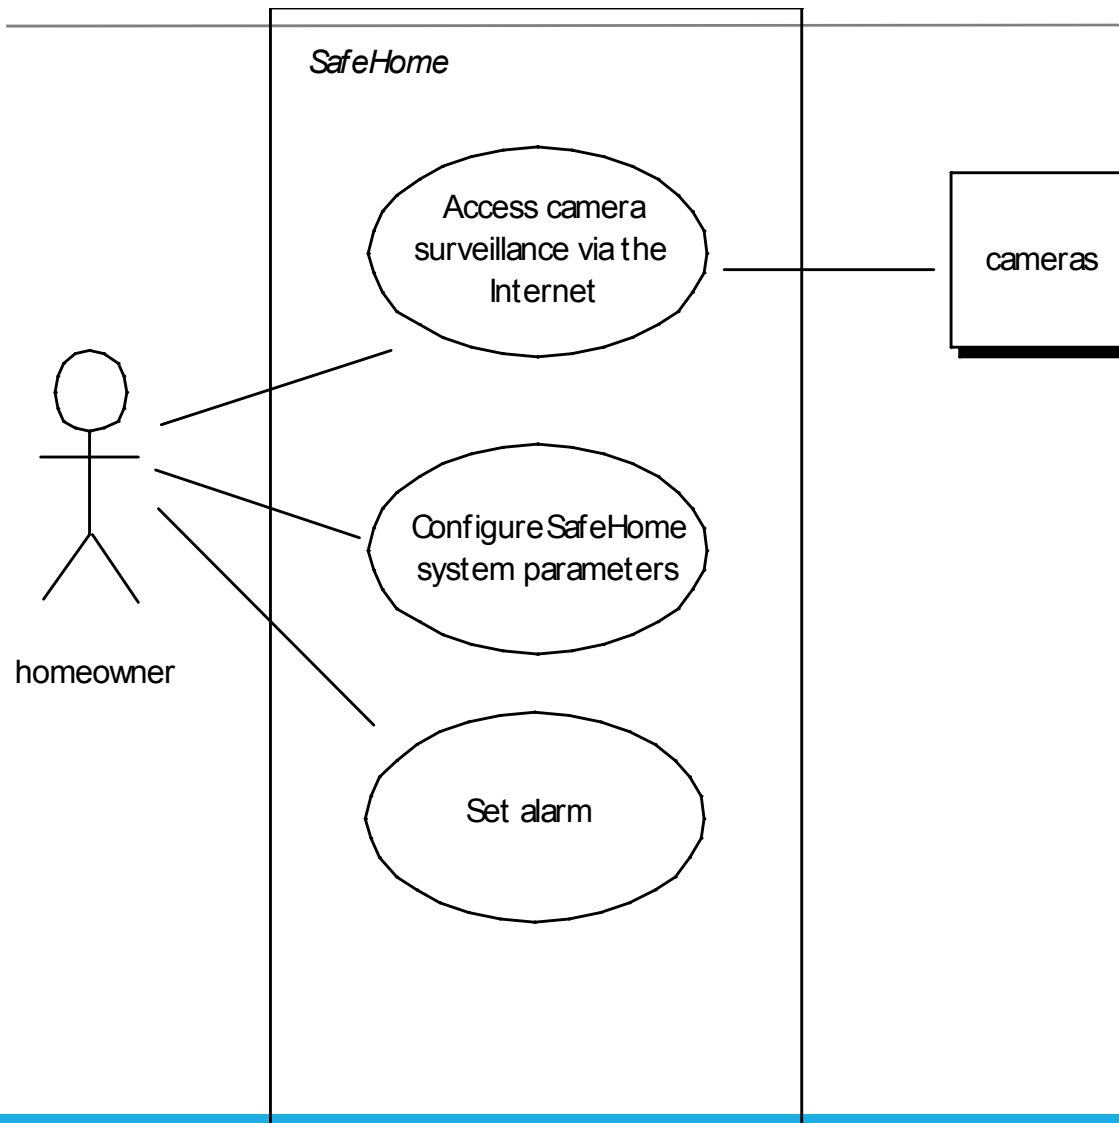 SafeHome
Access camera
surveillance via the
Internet
cameras
Configure SafeHome
system parameters
homeowner
Set alarm